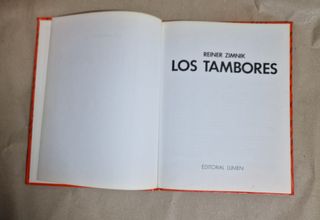 REINER ZIMNIK
LOS TAMBORES
EDITORIAL LUMEN